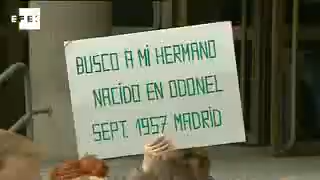 EFE:
BUSCO A MI HERMANO
NACIDO EN ODONEL
SEPT. 1957 MADRID